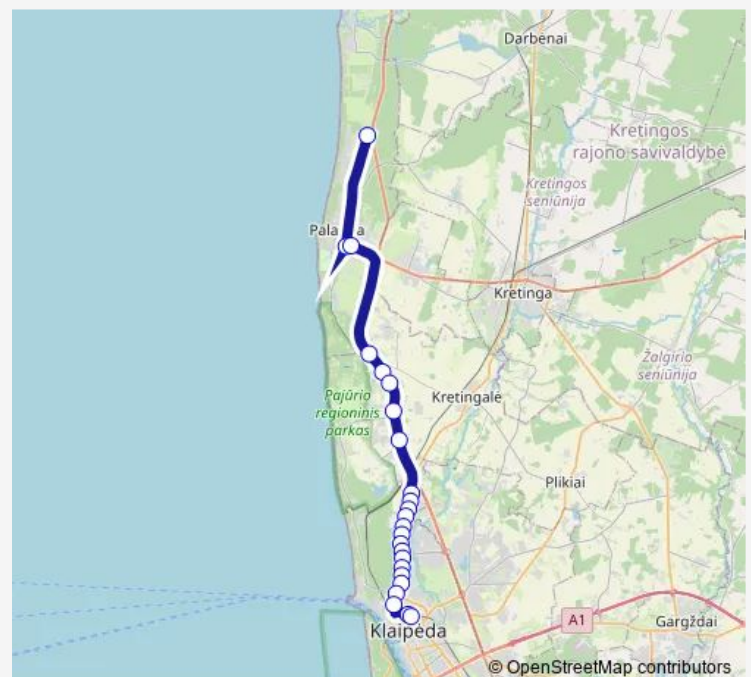 Darbėnai
Kretingos
rajono savivaldybė
Kretingos
seniūnija
Pala
a
Kretinga
Žalgirio
seniūnija
Pajūrio
regioninis
parkas
Kretingalė
Plikiai
A1
Gargždai
Klaipėda
© OpenStreetMap contributors